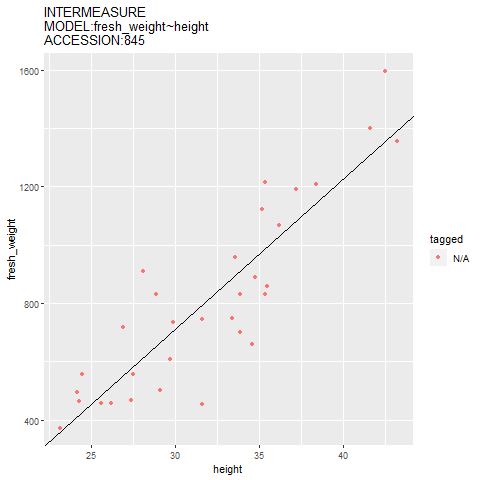 INTERMEASURE
MODEL:fresh_weight~height
ACCESSION:845
1600
1200
800
400
fresh_weight
25
30
35
40
height
tagged
N/A